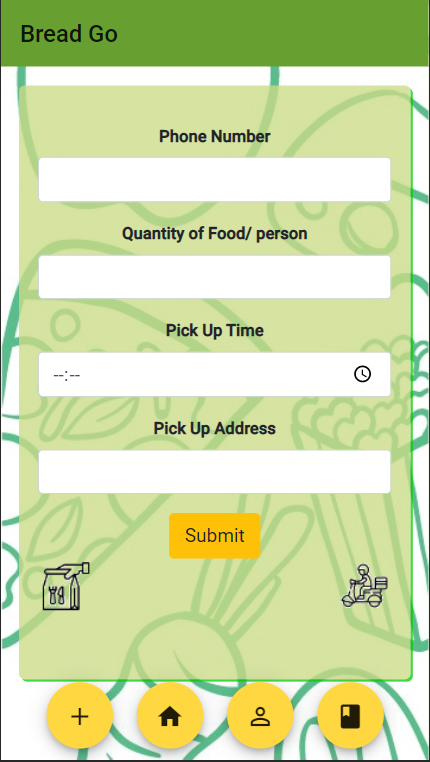 Bread Go
Phone Number
Quantity of Food/ person
Pick Up Time
--:--
Pick Up Address
Submit